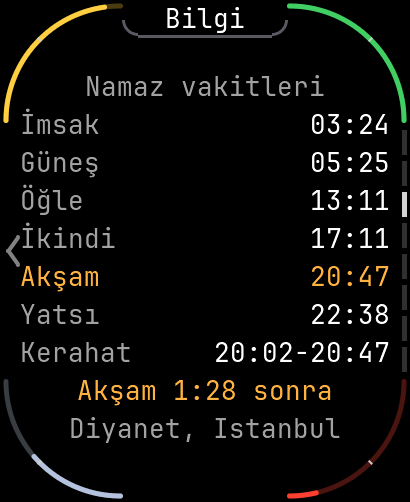 Bilgi
Namaz vakitleri
İmsak 03:24
Güneş 05:25
Öğle 13:11
İkindi 17:11
Akşam 20:47
Yatsı 22:38
Kerahat 20:02-20:47
Akşam 1:28 sonra
Diyanet, Istanbul